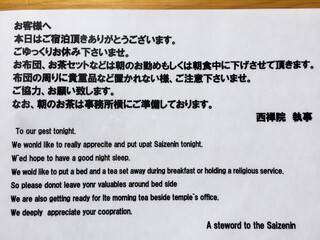 お客様へ
本日はご宿泊頂きありがとうございます。
ごゆっくりお休み下さいませ。
お布団、お茶セットなどは朝のお勤めもしくは朝食中に下げさせて頂きます。
布団の周りに貴重品など置かれない様、ご注意下さいませ。
ご協力、お願い致します。
なお、朝のお茶は事務所横にご準備しております。
西禅院 執事
To our gest tonight.
We wonld like to really apprecite and put upat Saizenin tonight.
W'ed hope to have a good night sleep.
We wold like to put a bed and a tea set away during breakfast or holding a religious service.
So please donot leave yonr valuables around bed side
We are also getting ready for lte morning tea beside temple's office.
We deeply appreciate your cooperation.
A steword to the Saizenin